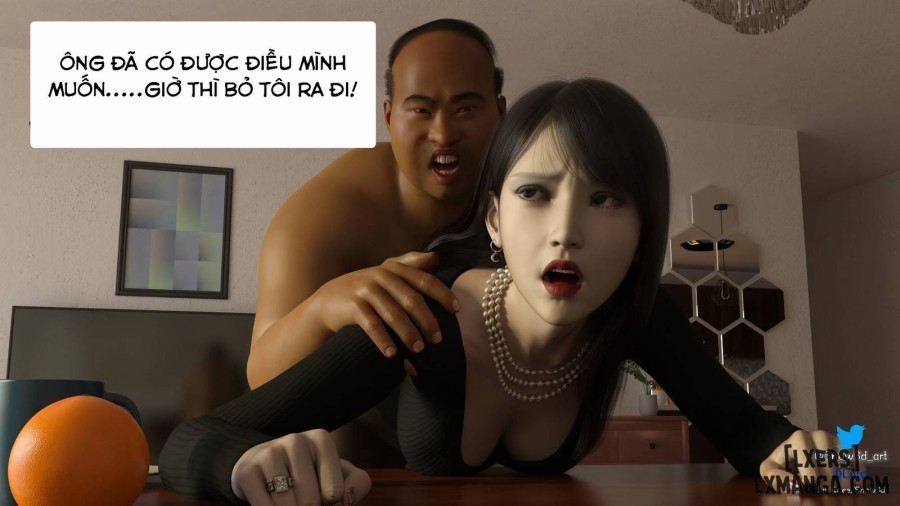 ÔNG ĐÃ CÓ ĐƯỢC ĐIỀU MÌNH
MUỐN.....GIỜ THÌ BỎ TÔI RA ĐI!
[LXERS]
LXMANGA.COM